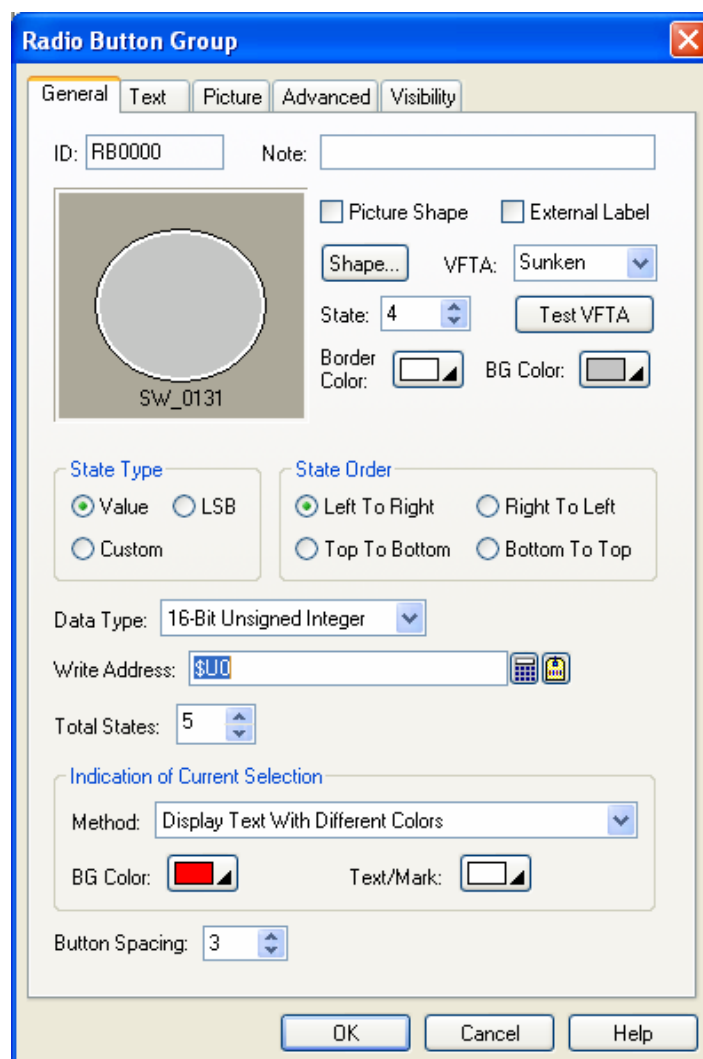 Radio Button Group
General Text Picture Advanced Visibility
ID: RB0000 Note:
Picture Shape External Label
Shape... VFTA: Sunken
State: 4 Test VFTA
Border Color: BG Color:
SW_0131
State Type State Order
Value LSB Left To Right Right To Left
Custom Top To Bottom Bottom To Top
Data Type: 16-Bit Unsigned Integer
Write Address: $U0
Total States: 5
Indication of Current Selection
Method: Display Text With Different Colors
BG Color: Text/Mark:
Button Spacing: 3
OK Cancel Help